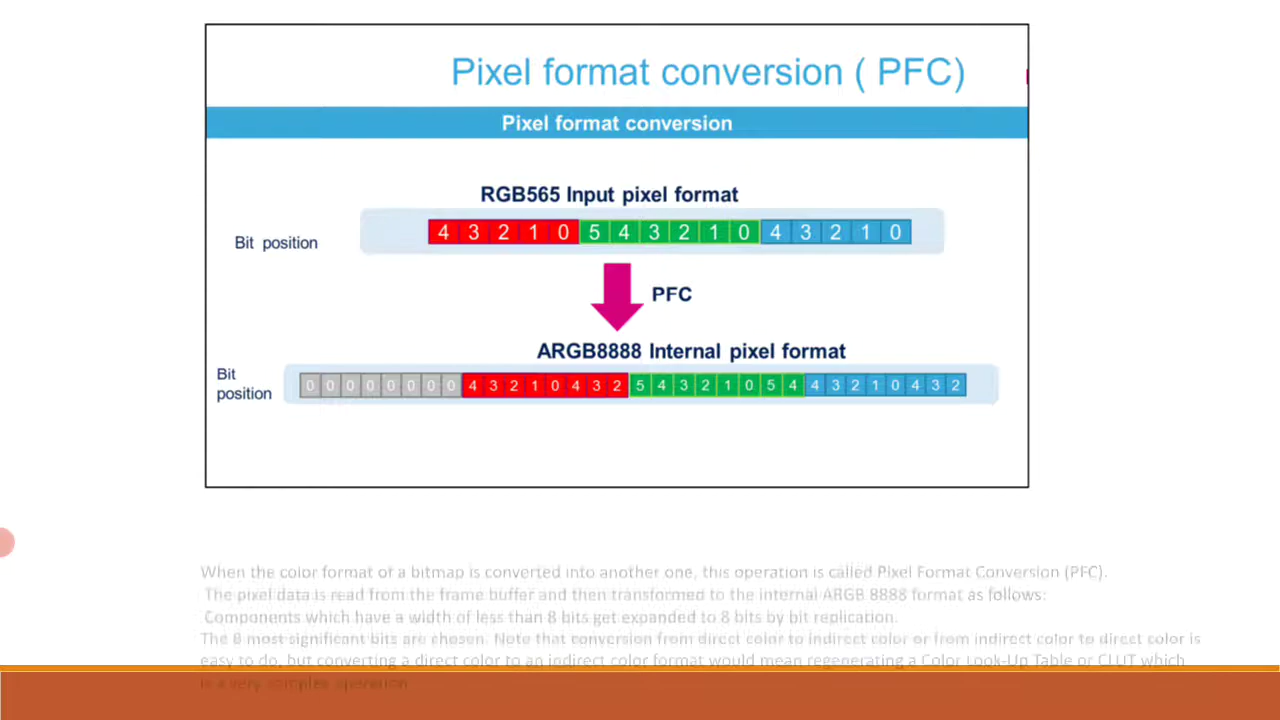 Pixel format conversion ( PFC)
Pixel format conversion
RGB565 Input pixel format
Bit position
4 3 2 1 0 5 4 3 2 1 0 4 3 2 1 0
PFC
ARGB8888 Internal pixel format
Bit
position
0 0 0 0 0 0 0 0 4 3 2 1 0 4 3 2 5 4 3 2 1 0 5 4 4 3 2 1 0 4 3 2
When the color format of a bitmap is converted into another one, this operation is called Pixel Format Conversion (PFC).
The pixel data is read from the frame buffer and then transformed to the internal ARGB 8888 format as follows:
Components which have a width of less than 8 bits get expanded to 8 bits by bit replication.
The 8 most significant bits are chosen. Note that conversion from direct color to indirect color or from indirect color to direct color is
easy to do, but converting a direct color to an indirect color format would mean regenerating a Color Look-Up Table or CLUT which
is a very complex operation